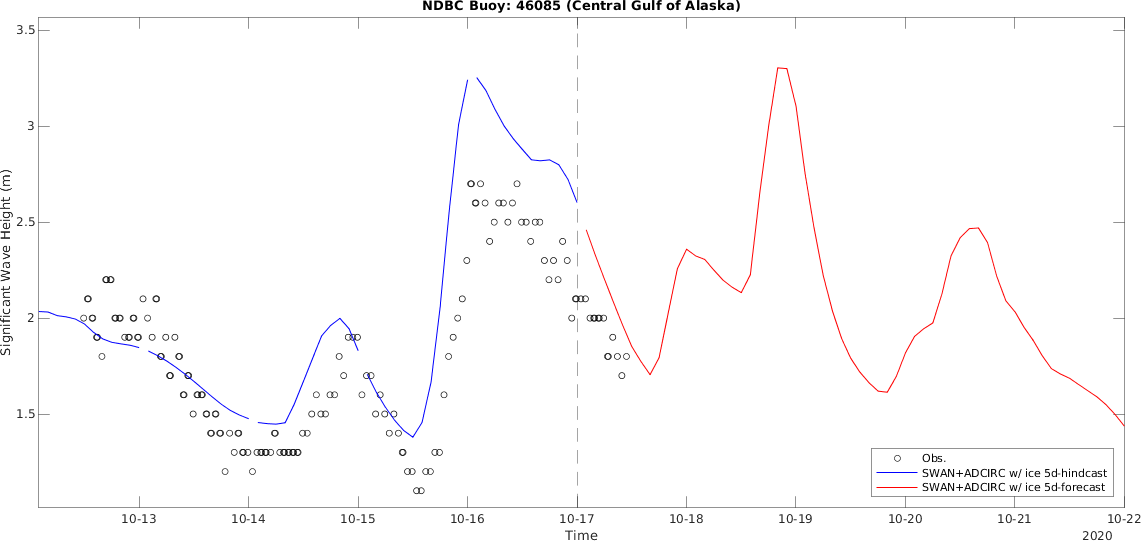 NDBC Buoy: 46085 (Central Gulf of Alaska)
3.5
3
2.5
2
1.5
Significant Wave Height (m)
Obs.
SWAN+ADCIRC w/ ice 5d-hindcast
SWAN+ADCIRC w/ ice 5d-forecast
10-13 10-14 10-15 10-16 10-17 10-18 10-19 10-20 10-21 10-22
Time
2020